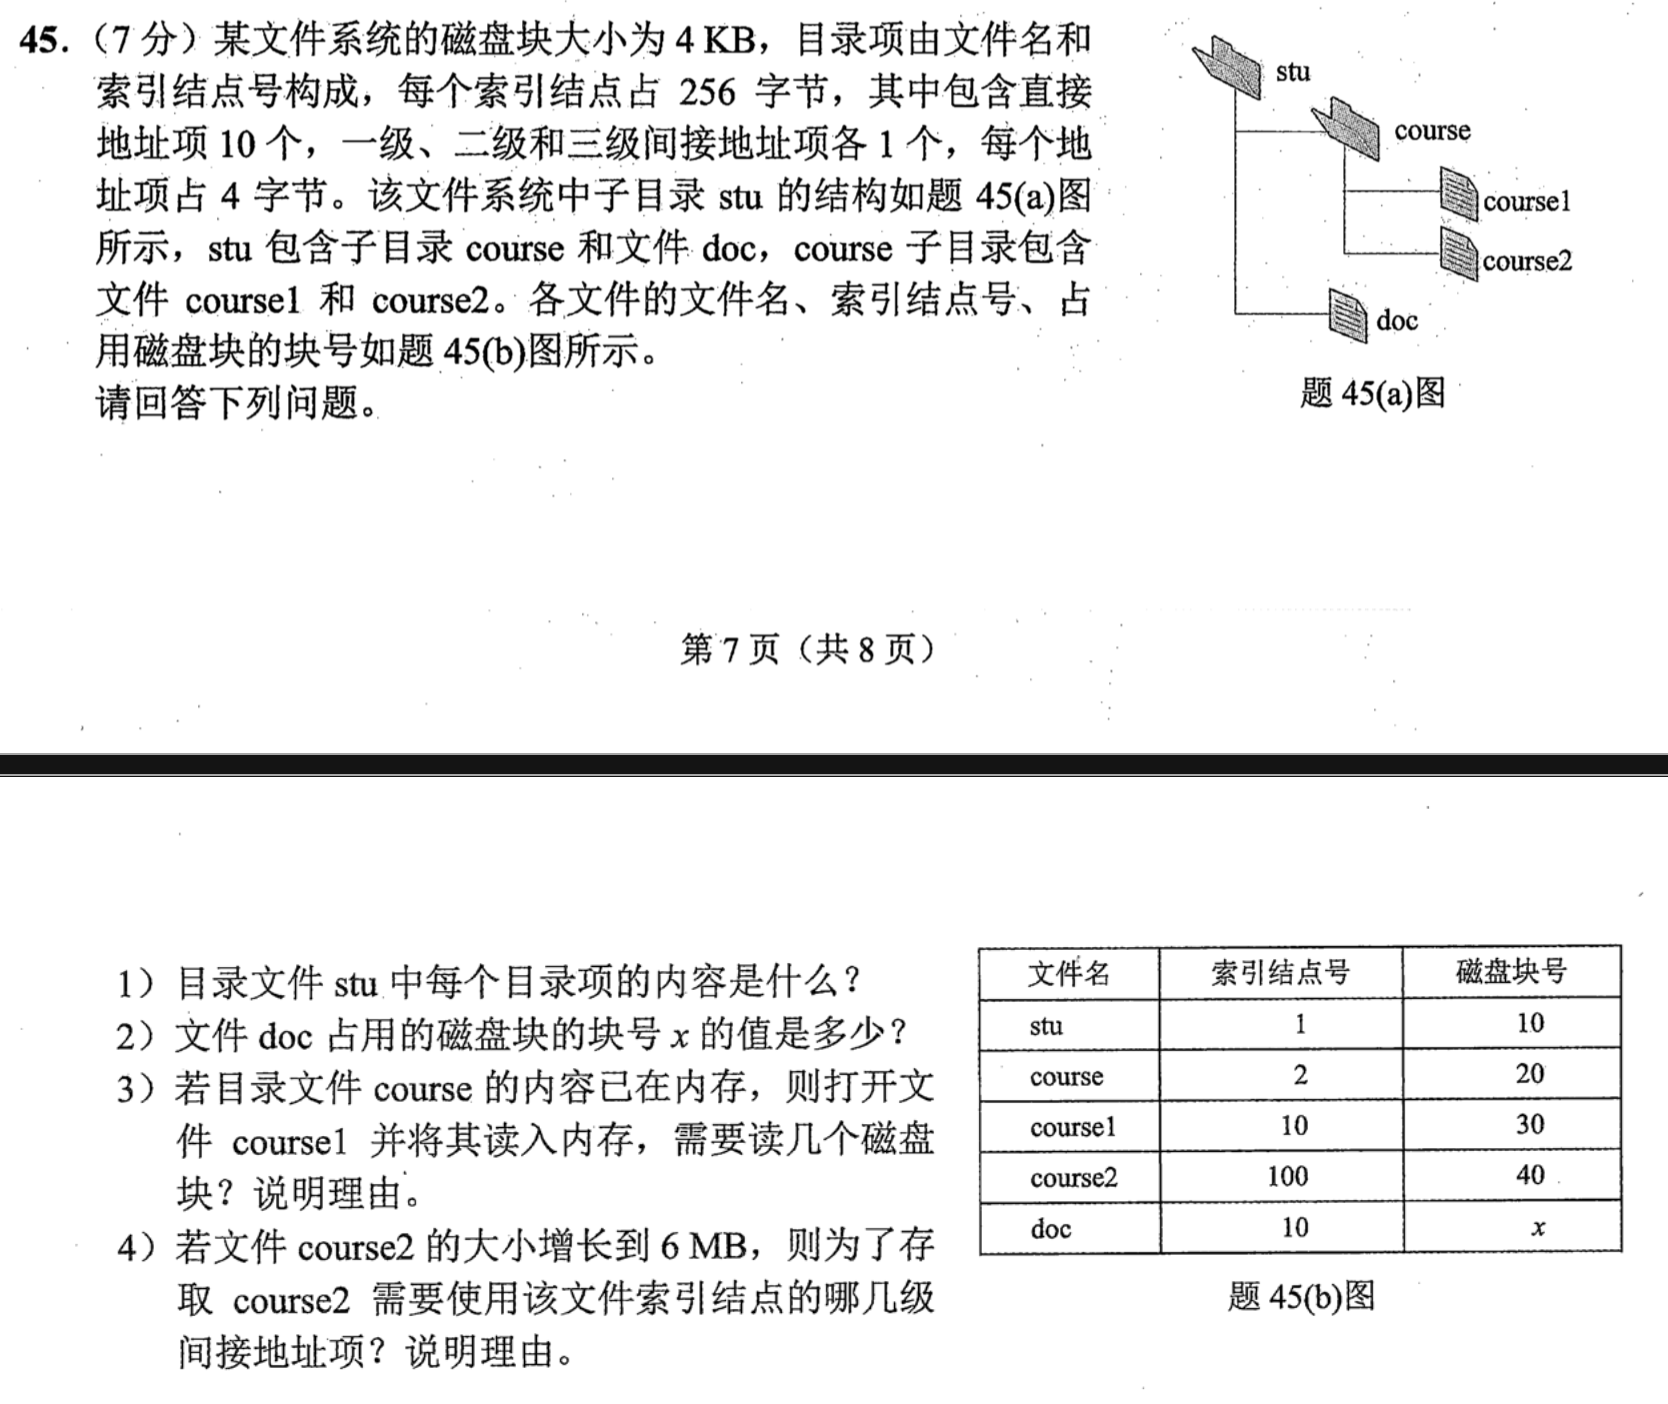 45.（7 分）某文件系统的磁盘块大小为 4 KB，目录项由文件名和
索引结点号构成，每个索引结点占 256 字节，其中包含直接
地址项 10 个，一级、二级和三级间接地址项各 1 个，每个地
址项占 4 字节。该文件系统中子目录 stu 的结构如题 45(a)图
所示，stu 包含子目录 course 和文件 doc，course 子目录包含
文件 course1 和 course2。各文件的文件名、索引结点号、占
用磁盘块的块号如题 45(b)图所示。
请回答下列问题。
stu
course
course1
course2
doc
题 45(a)图
第 7 页（共 8 页）
1）目录文件 stu 中每个目录项的内容是什么？
2）文件 doc 占用的磁盘块的块号 x 的值是多少？
3）若目录文件 course 的内容已在内存，则打开文
件 course1 并将其读入内存，需要读几个磁盘
块？说明理由。
4）若文件 course2 的大小增长到 6 MB，则为了存
取 course2 需要使用该文件索引结点的哪几级
间接地址项？说明理由。
文件名 索引结点号 磁盘块号
stu 1 10
course 2 20
course1 10 30
course2 100 40
doc 10 x
题 45(b)图